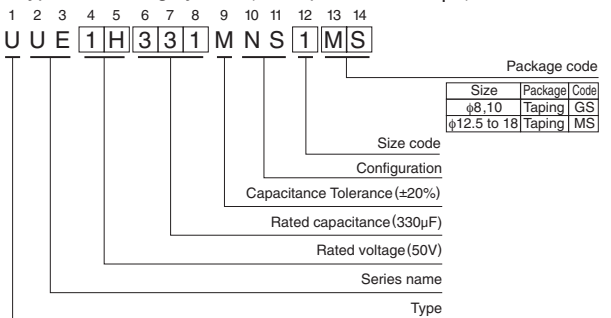 1 2 3 4 5 6 7 8 9 10 11 12 13 14
U U E 1 H 3 3 1 M N S 1 M S
Package code
Size Package Code
ϕ8,10 Taping GS
ϕ12.5 to 18 Taping MS
Size code
Configuration
Capacitance Tolerance (±20%)
Rated capacitance (330µF)
Rated voltage (50V)
Series name
Type